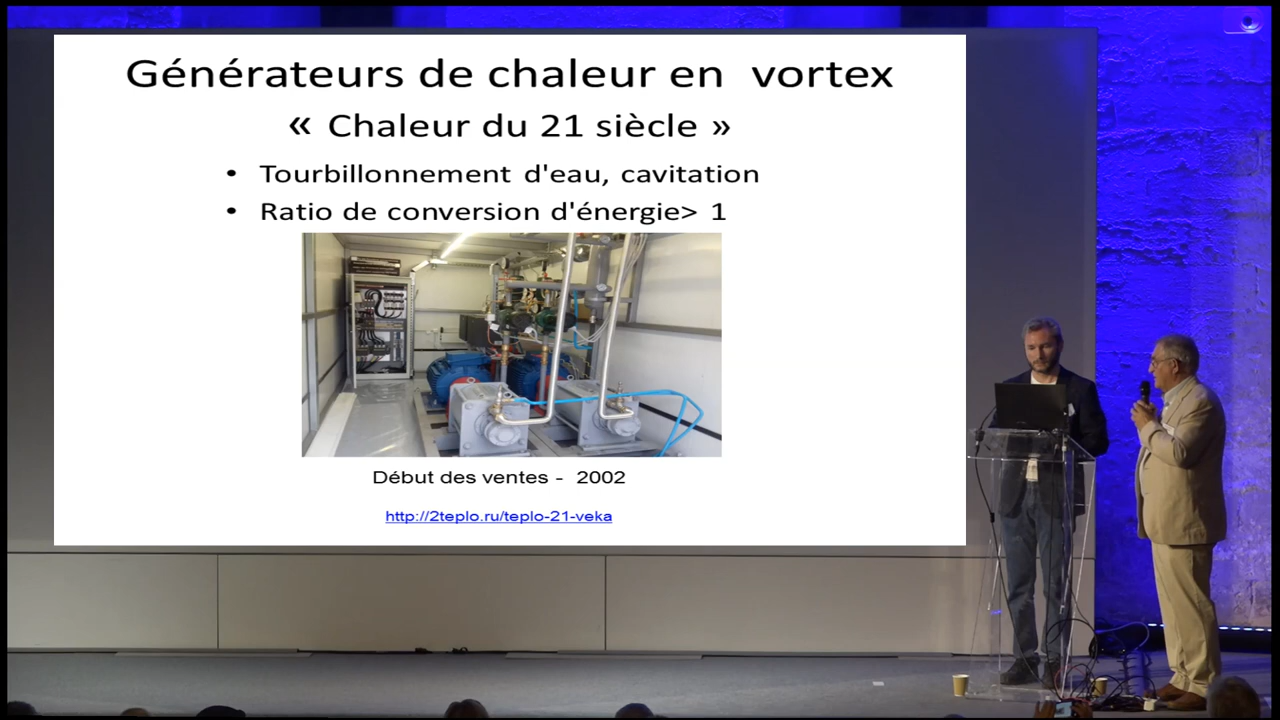 Générateurs de chaleur en vortex
« Chaleur du 21 siècle »
• Tourbillonnement d'eau, cavitation
• Ratio de conversion d'énergie> 1
Début des ventes - 2002
http://2teplo.ru/teplo-21-veka